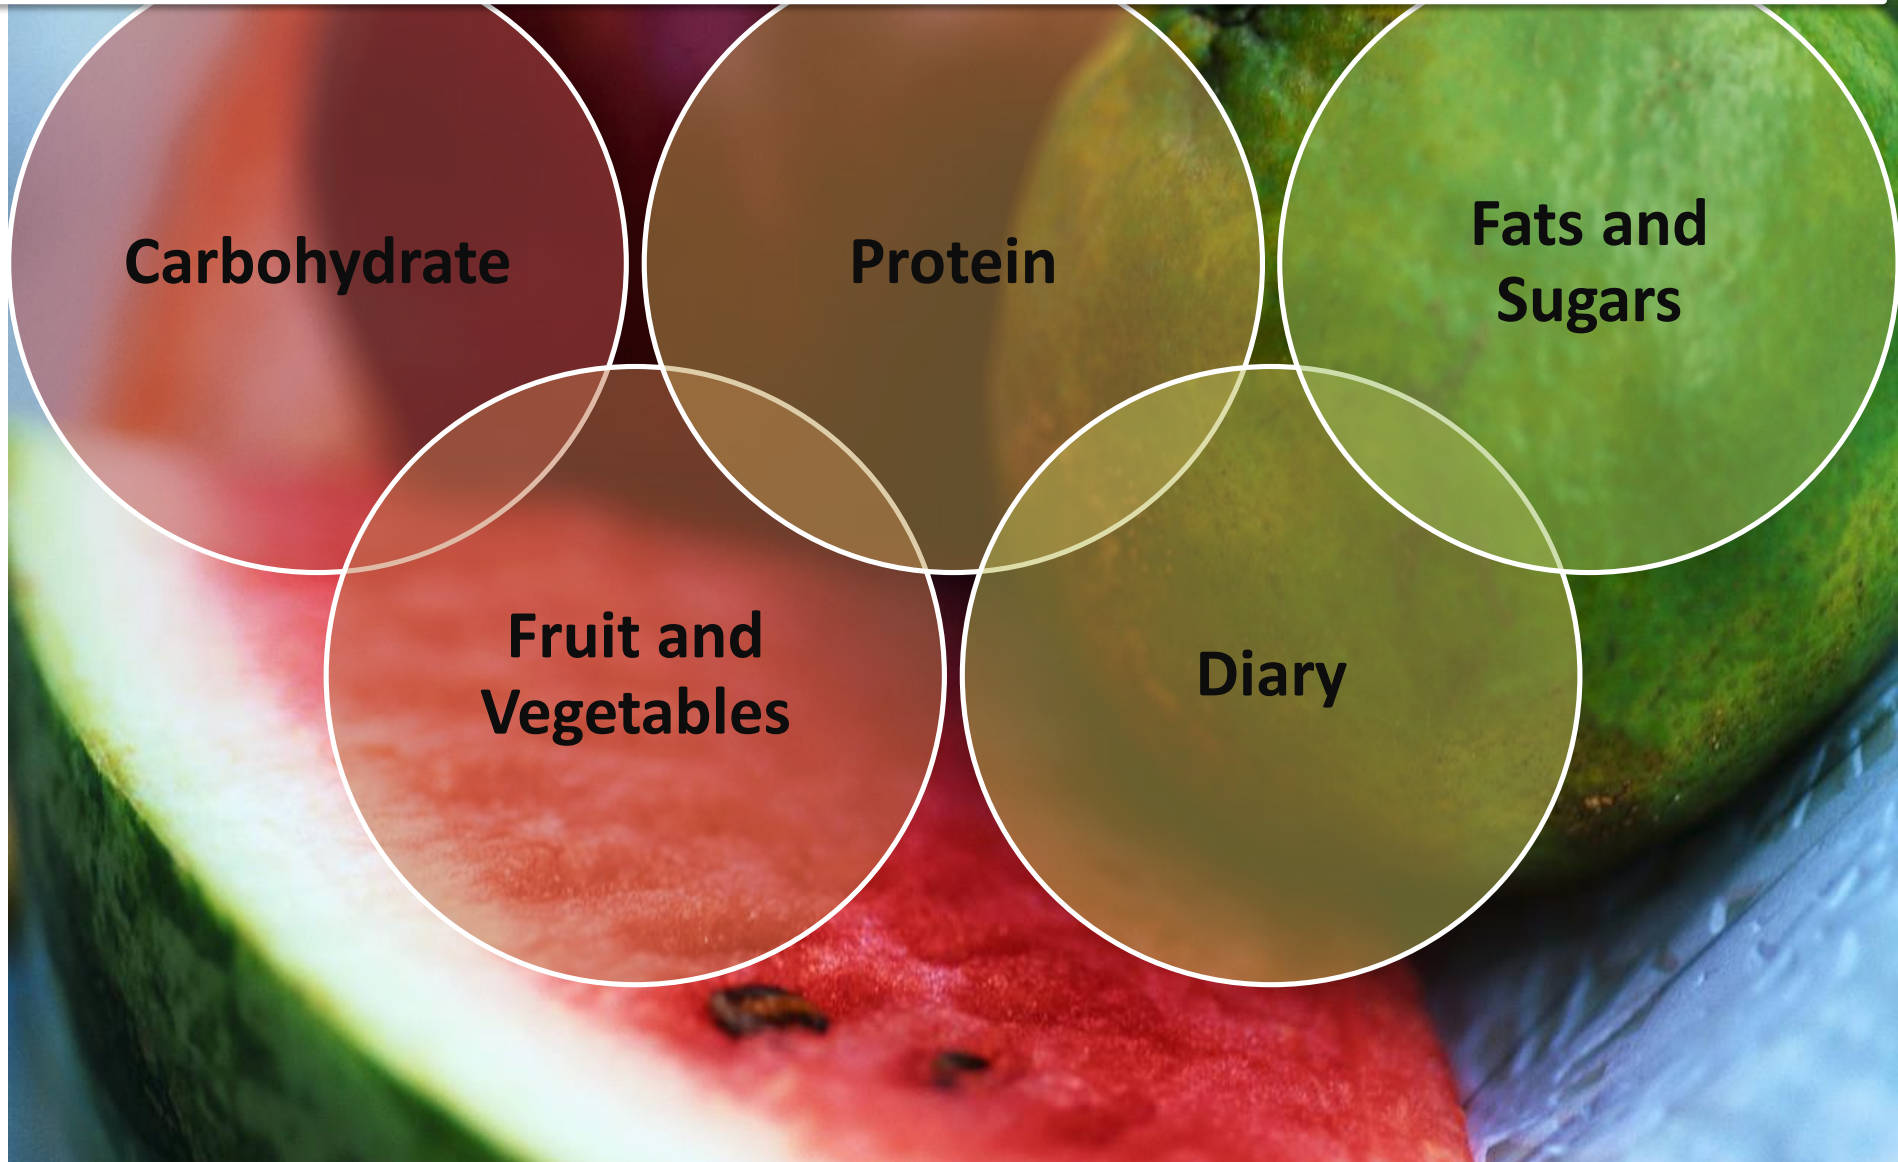 Carbohydrate
Protein
Fats and
Sugars
Fruit and
Vegetables
Diary